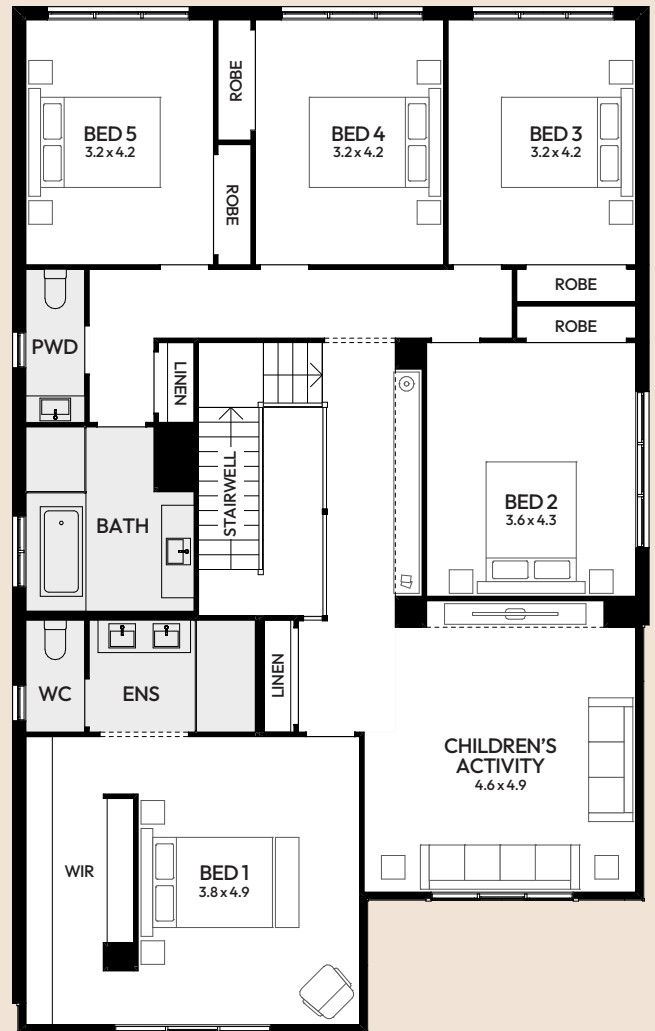 BED 5
3.2 x 4.2
ROBE
ROBE
BED 4
3.2 x 4.2
BED 3
3.2 x 4.2
ROBE
ROBE
PWD
LINEN
STAIRWELL
BATH
BED 2
3.6 x 4.3
WC
ENS
LINEN
CHILDREN'S
ACTIVITY
4.6 x 4.9
WIR
BED 1
3.8 x 4.9